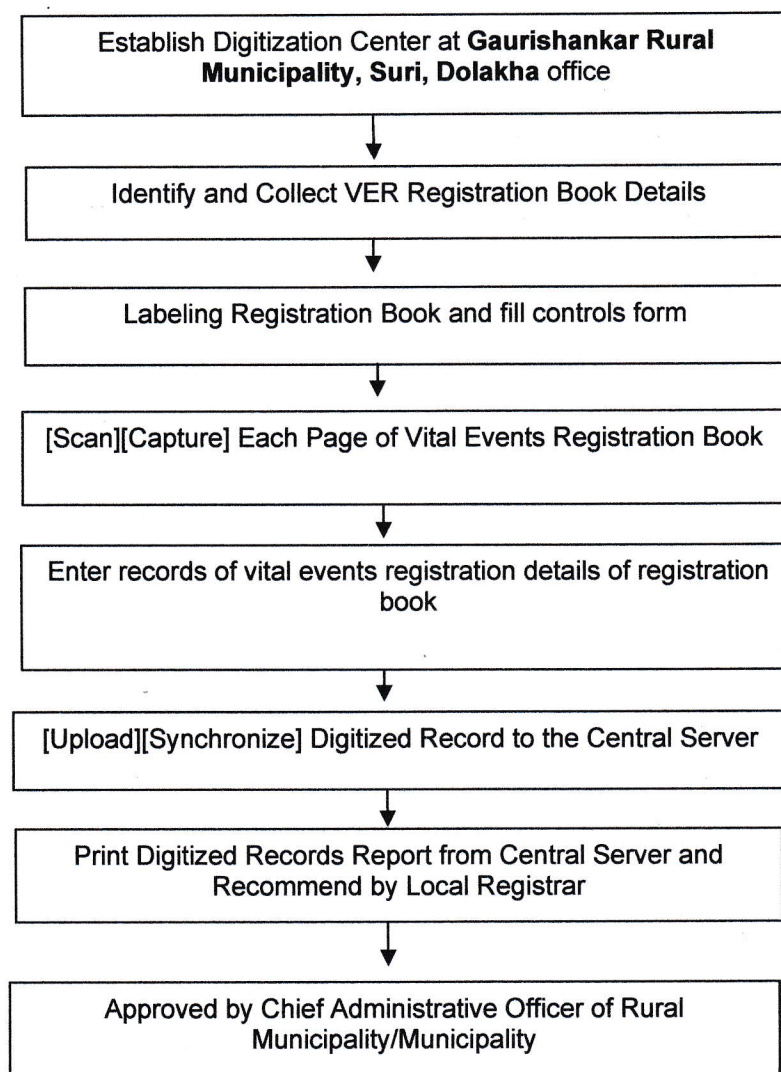 Establish Digitization Center at Gaurishankar Rural
Municipality, Suri, Dolakha office
Identify and Collect VER Registration Book Details
Labeling Registration Book and fill controls form
[Scan][Capture] Each Page of Vital Events Registration Book
Enter records of vital events registration details of registration
book
[Upload][Synchronize] Digitized Record to the Central Server
Print Digitized Records Report from Central Server and
Recommend by Local Registrar
Approved by Chief Administrative Officer of Rural
Municipality/Municipality